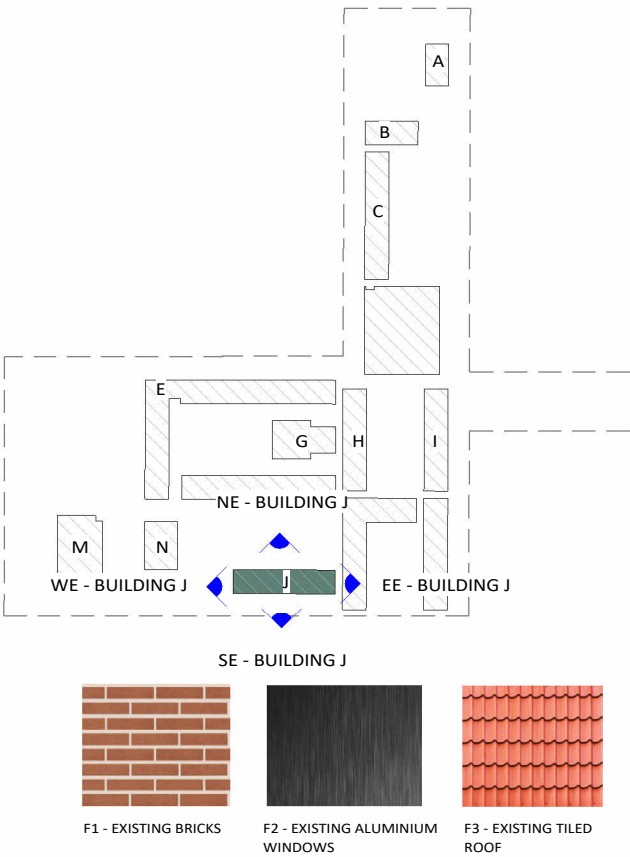 A
B
C
E
G
H
I
NE - BUILDING J
M
N
J
WE - BUILDING J
EE - BUILDING J
SE - BUILDING J
F1 - EXISTING BRICKS
F2 - EXISTING ALUMINIUM
WINDOWS
F3 - EXISTING TILED
ROOF